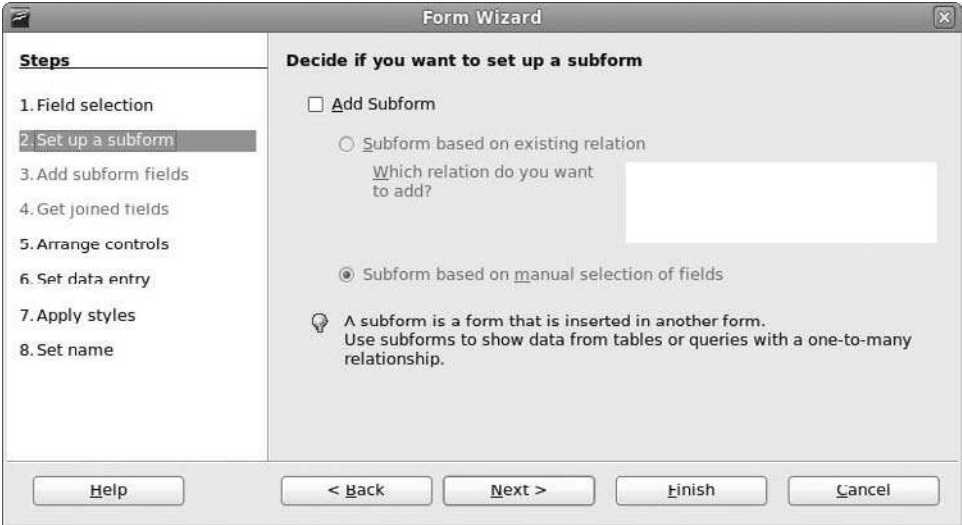 Form Wizard
Steps
1. Field selection
2. Set up a subform
3. Add subform fields
4. Get joined fields
5. Arrange controls
6. Set data entry
7. Apply styles
8. Set name
Decide if you want to set up a subform
Add Subform
Subform based on existing relation
Which relation do you want
to add?
Subform based on manual selection of fields
A subform is a form that is inserted in another form.
Use subforms to show data from tables or queries with a one-to-many
relationship.
Help
< Back
Next >
Finish
Cancel